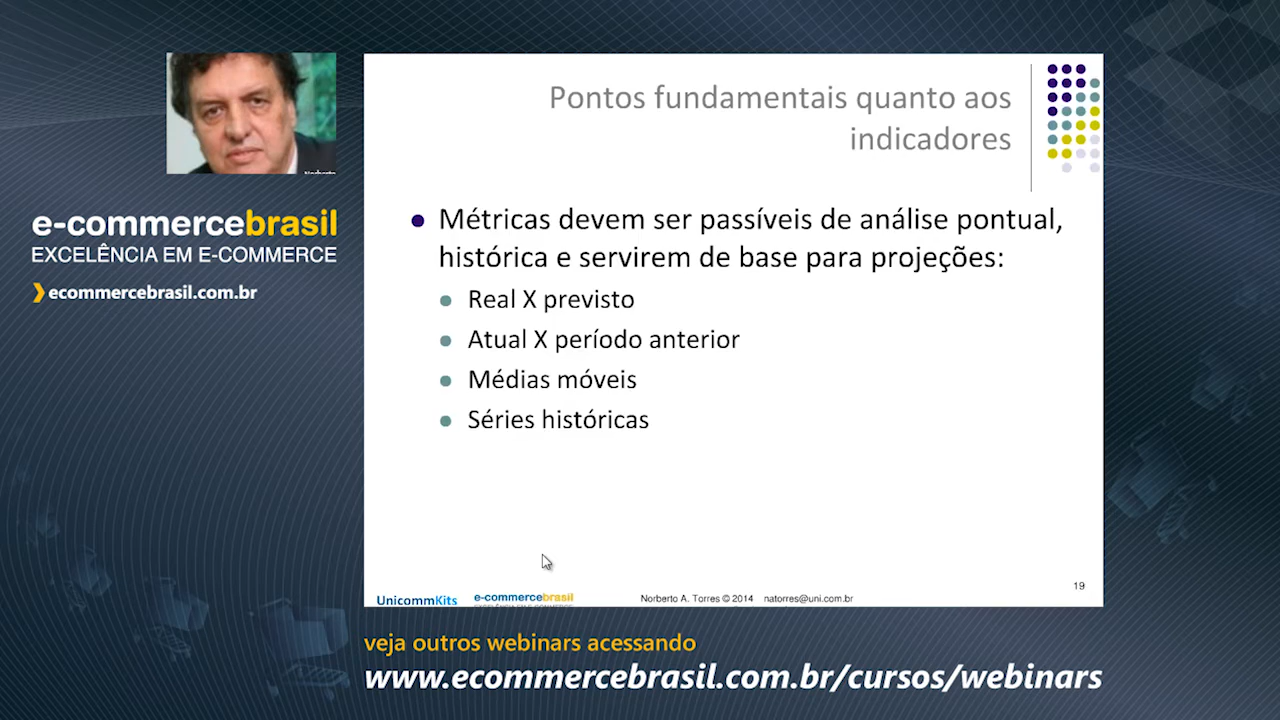 e-commercebrasil
EXCELÊNCIA EM E-COMMERCE
ecommercebrasil.com.br
Pontos fundamentais quanto aos
indicadores
Métricas devem ser passíveis de análise pontual,
histórica e servirem de base para projeções:
Real X previsto
Atual X período anterior
Médias móveis
Séries históricas
19
UnicommKits
e-commercebrasil
Norberto A. Torres © 2014 natorres@uni.com.br
veja outros webinars acessando
www.ecommercebrasil.com.br/cursos/webinars